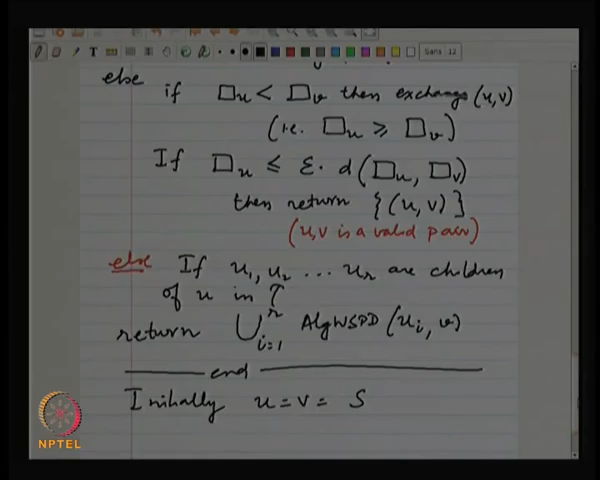 Sans 12
else
if □u < □v then exchange (u,v)
(i.e. □u ⩾ □v)
If □u ≤ ε. d(□u, □v)
then return {(u,v)}
(u,v is a valid pair)
else If u1, u2 ... ur are children
of u in T
return ⋃ᵢ₌₁ʳ AlgWSPD (ui, v)
end
Initially u = v = S
NPTEL